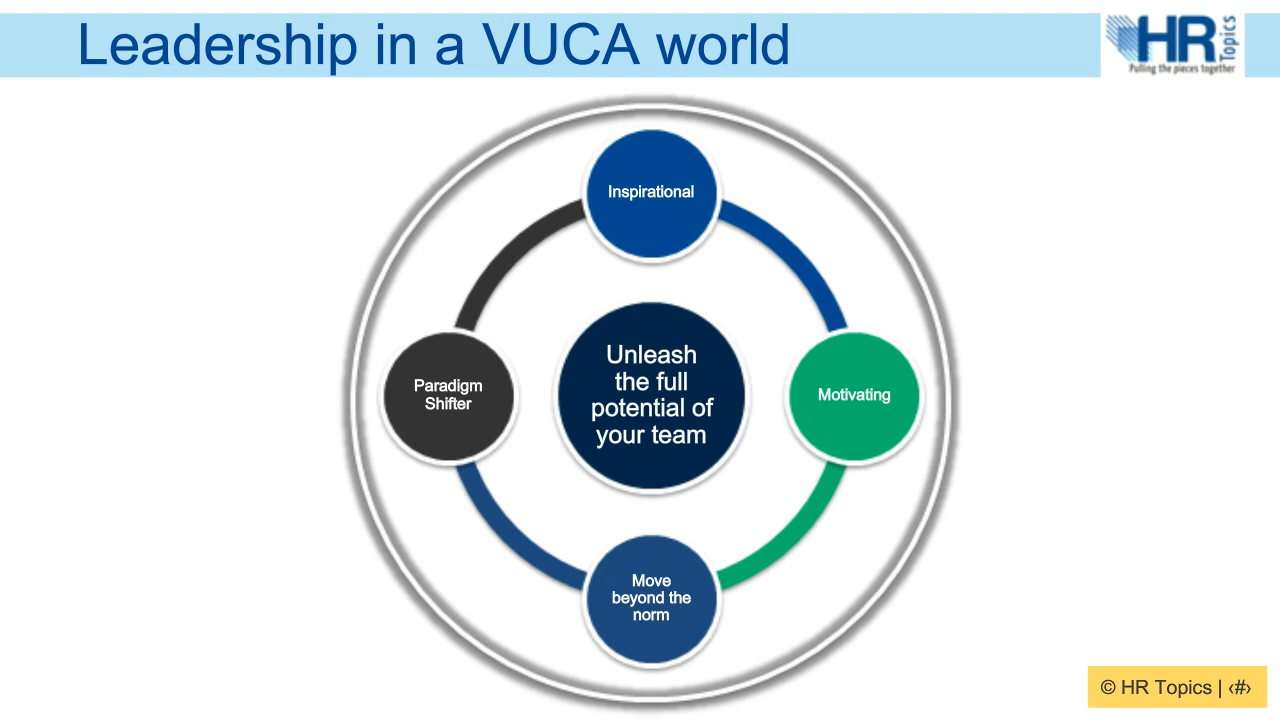 Leadership in a VUCA world
HR
Topics
Pulling the pieces together
Inspirational
Paradigm
Shifter
Unleash
the full
potential of
your team
Motivating
Move
beyond the
norm
© HR Topics | ‹#›